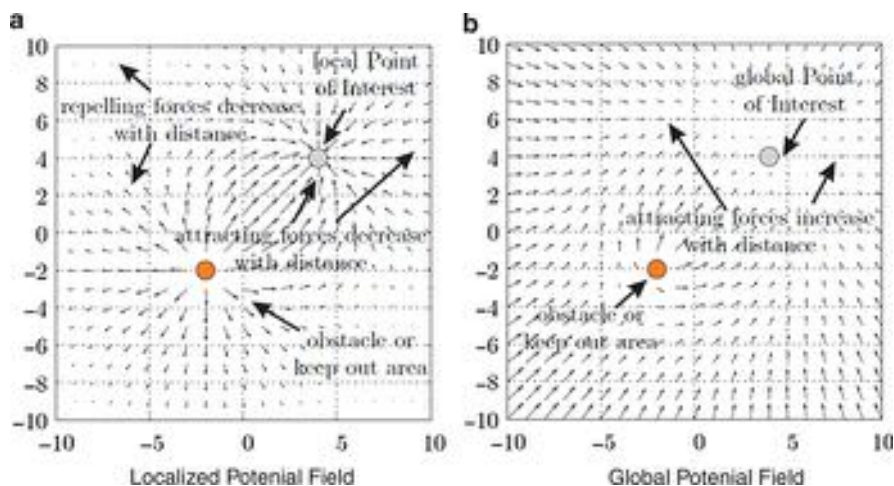 a
10
8
6
4
2
0
−2
−4
−6
−8
−10
local Point
of Interest
repelling forces decrease
with distance
attracting forces decrease
with distance
obstacle or
keep out area
−10
−5
0
5
10
Localized Potenial Field
b
10
8
6
4
2
0
−2
−4
−6
−8
−10
global Point
of Interest
attracting forces increase
with distance
obstacle or
keep out area
−10
−5
0
5
10
Global Potenial Field